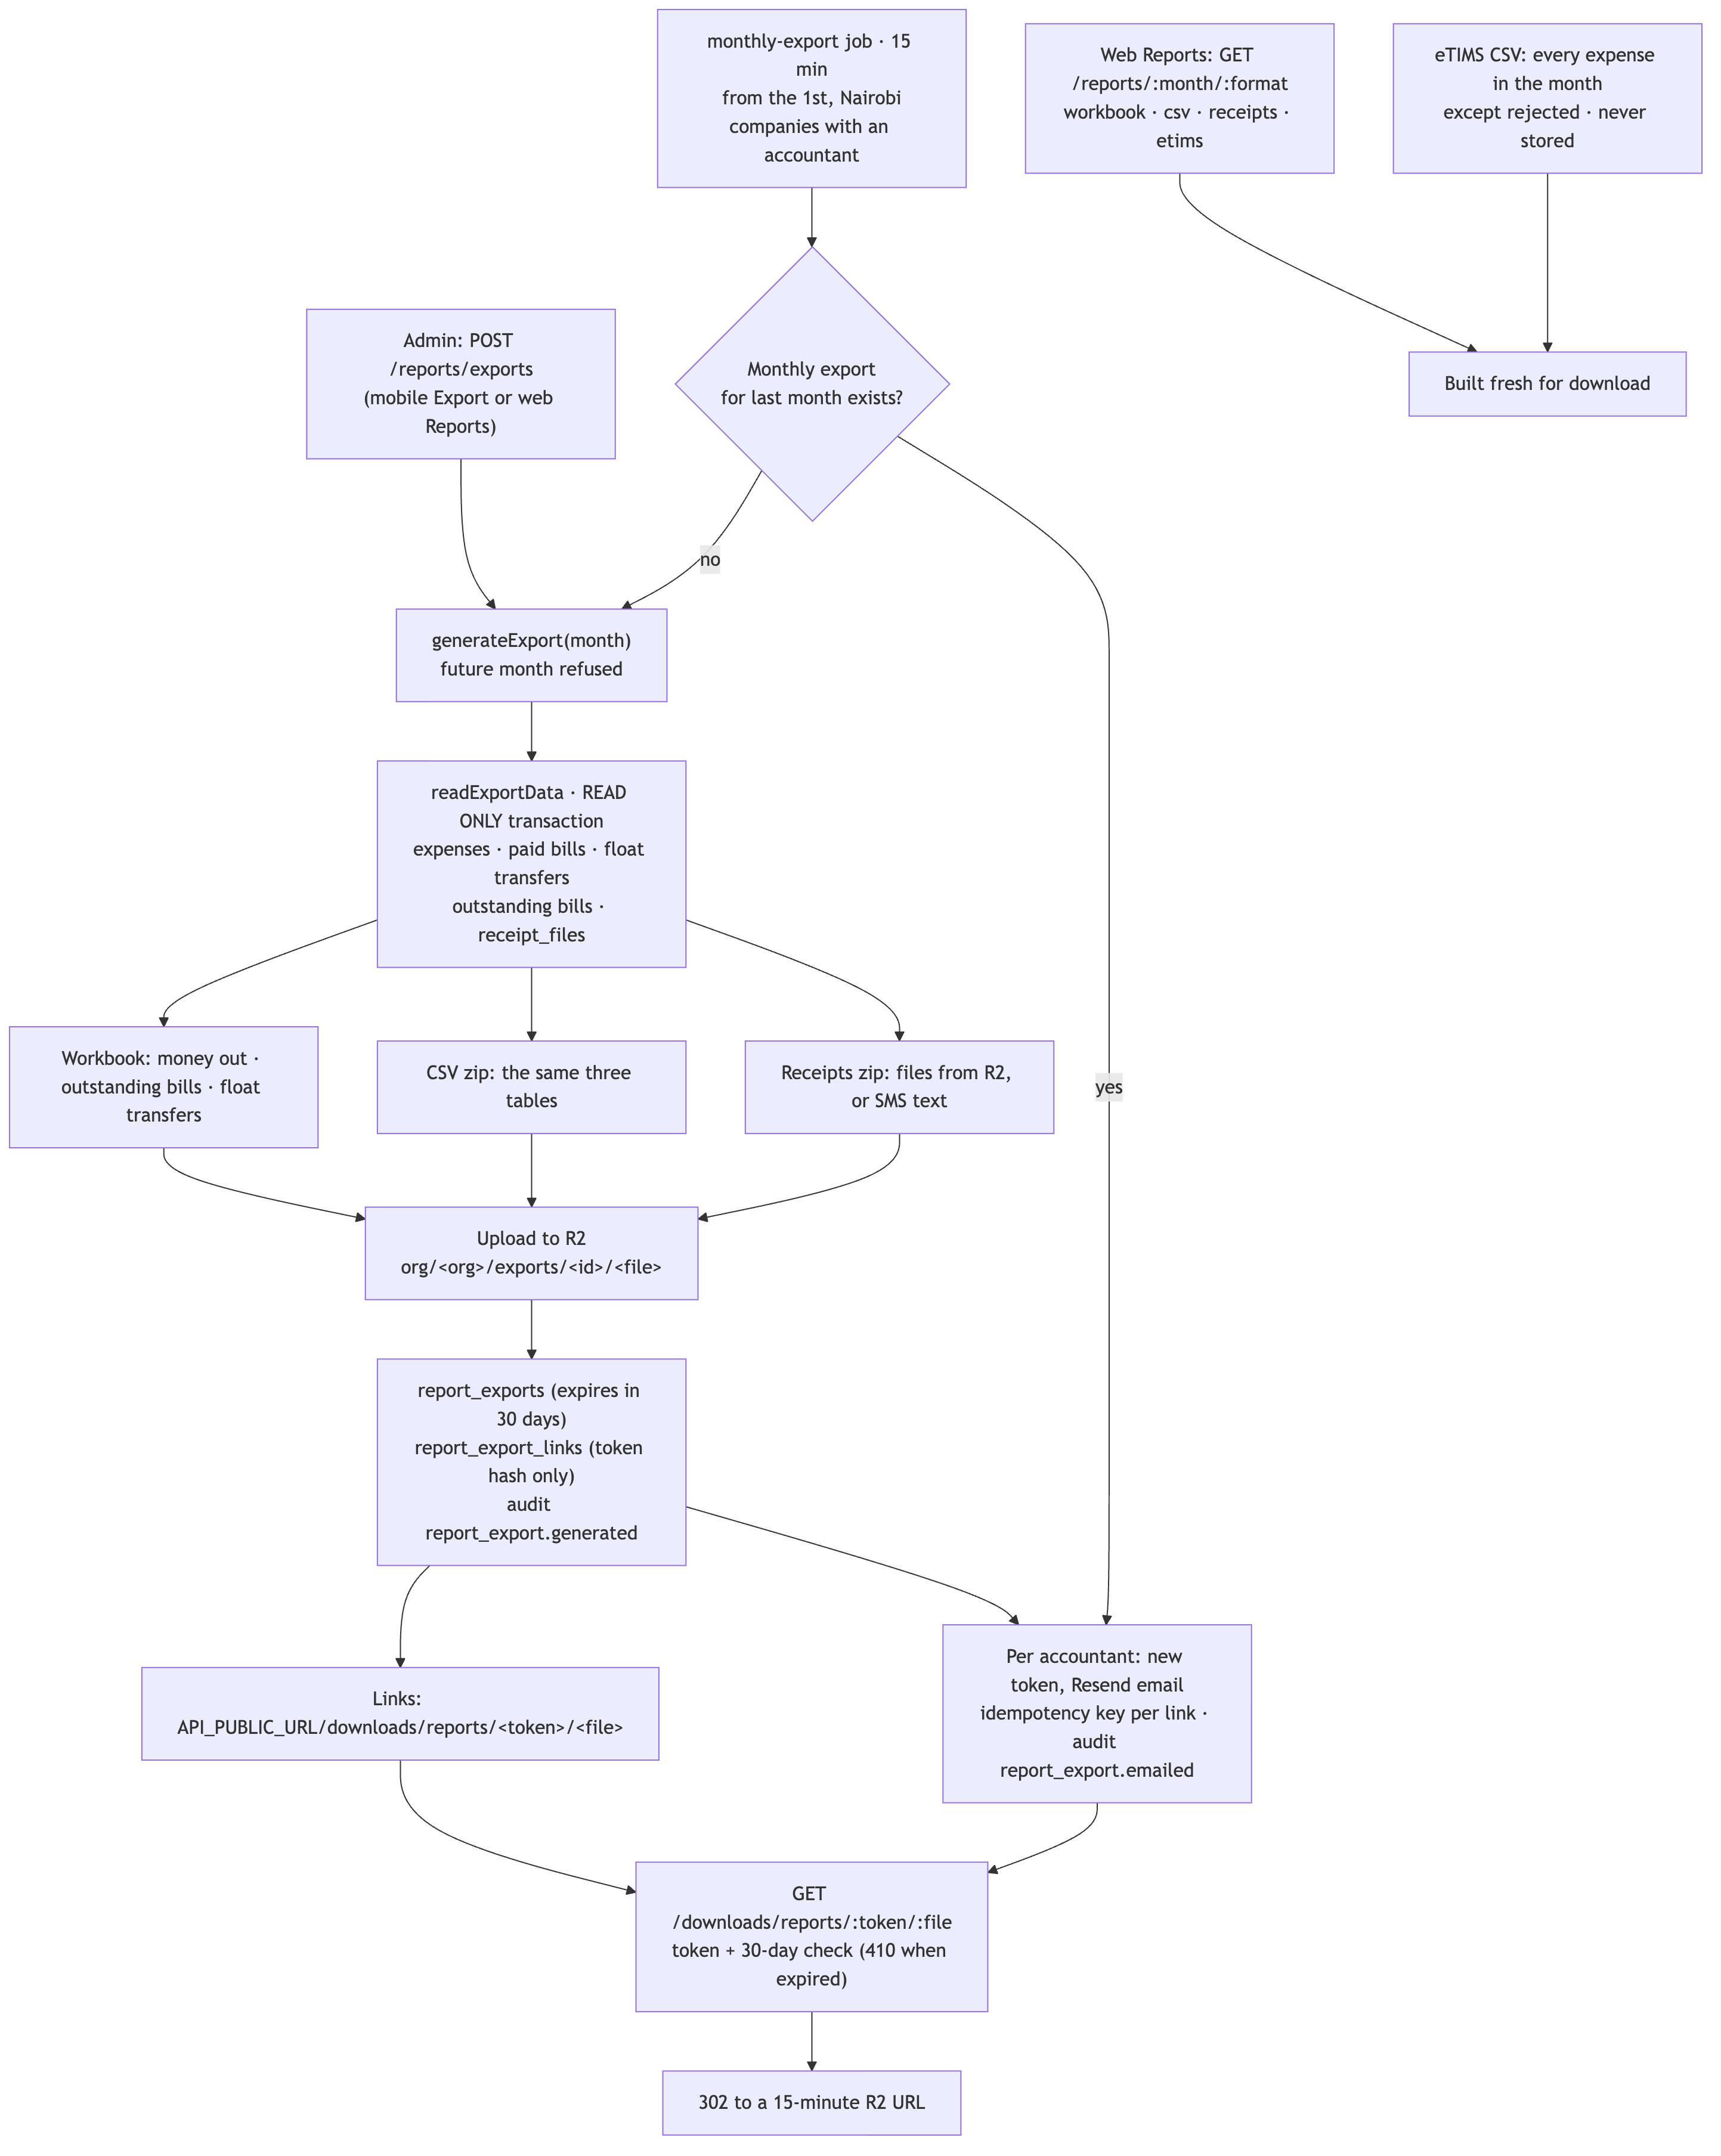 monthly-export job · 15
min
from the 1st, Nairobi
companies with an
accountant
Web Reports: GET
/reports/:month/:format
workbook · csv · receipts ·
etims
eTIMS CSV: every expense
in the month
except rejected · never
stored
Admin: POST
/reports/exports
(mobile Export or web
Reports)
Monthly export
for last month exists?
Built fresh for download
no
generateExport(month)
future month refused
readExportData · READ
ONLY transaction
expenses · paid bills · float
transfers
outstanding bills ·
receipt_files
Workbook: money out ·
outstanding bills · float
transfers
CSV zip: the same three
tables
Receipts zip: files from R2,
or SMS text
yes
Upload to R2
org/<org>/exports/<id>/<file>
report_exports (expires in
30 days)
report_export_links (token
hash only)
audit
report_export.generated
Links:
API_PUBLIC_URL/downloads/reports/<token>/<file>
Per accountant: new
token, Resend email
idempotency key per link ·
audit
report_export.emailed
GET
/downloads/reports/:token/:file
token + 30-day check (410 when
expired)
302 to a 15-minute R2 URL